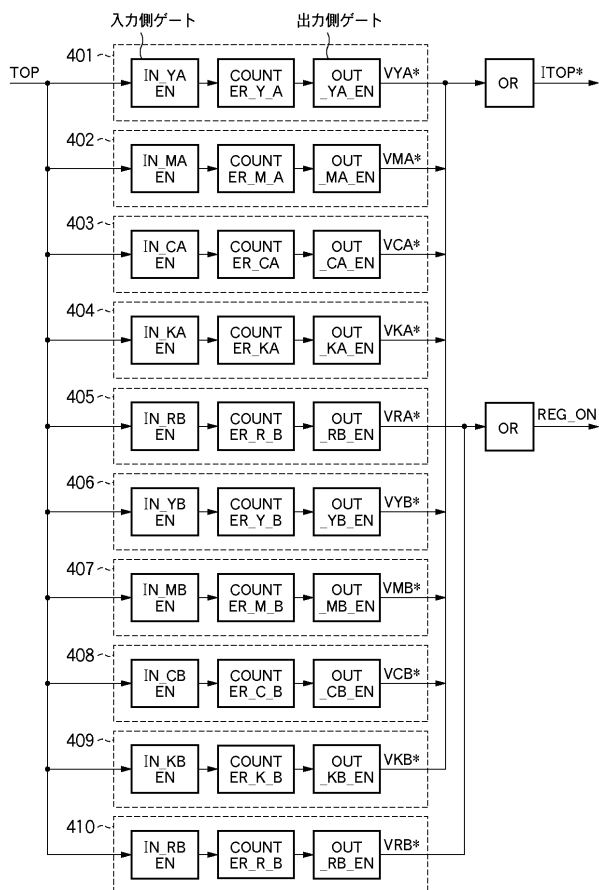 入力側ゲート 出力側ゲート
401
TOP
IN_YA
EN
COUNT
ER_Y_A
OUT
_YA_EN
VYA*
OR
ITOP*
402
IN_MA
EN
COUNT
ER_M_A
OUT
_MA_EN
VMA*
403
IN_CA
EN
COUNT
ER_CA
OUT
_CA_EN
VCA*
404
IN_KA
EN
COUNT
ER_KA
OUT
_KA_EN
VKA*
405
IN_RB
EN
COUNT
ER_R_B
OUT
_RB_EN
VRA*
OR
REG_ON
406
IN_YB
EN
COUNT
ER_Y_B
OUT
_YB_EN
VYB*
407
IN_MB
EN
COUNT
ER_M_B
OUT
_MB_EN
VMB*
408
IN_CB
EN
COUNT
ER_C_B
OUT
_CB_EN
VCB*
409
IN_KB
EN
COUNT
ER_K_B
OUT
_KB_EN
VKB*
410
IN_RB
EN
COUNT
ER_R_B
OUT
_RB_EN
VRB*